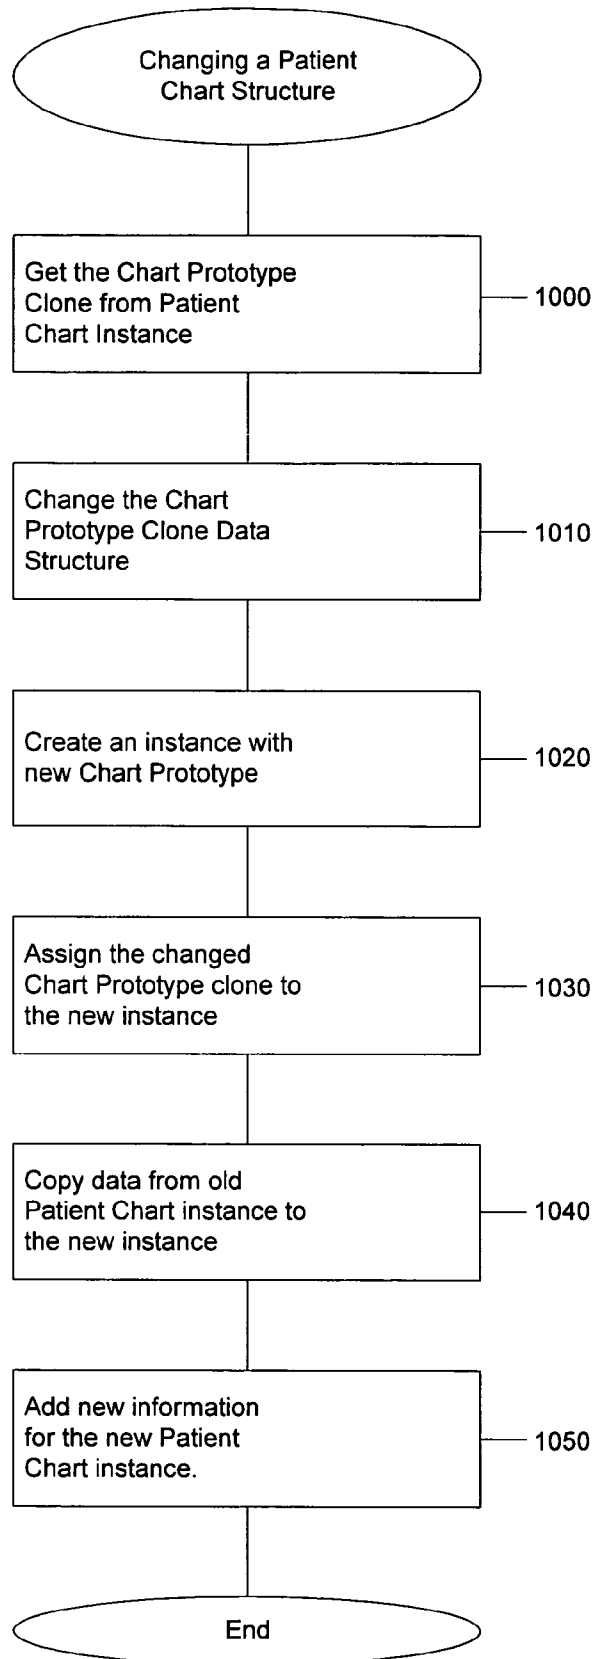 Changing a Patient
Chart Structure
Get the Chart Prototype
Clone from Patient
Chart Instance
1000
Change the Chart
Prototype Clone Data
Structure
1010
Create an instance with
new Chart Prototype
1020
Assign the changed
Chart Prototype clone to
the new instance
1030
Copy data from old
Patient Chart instance to
the new instance
1040
Add new information
for the new Patient
Chart instance.
1050
End